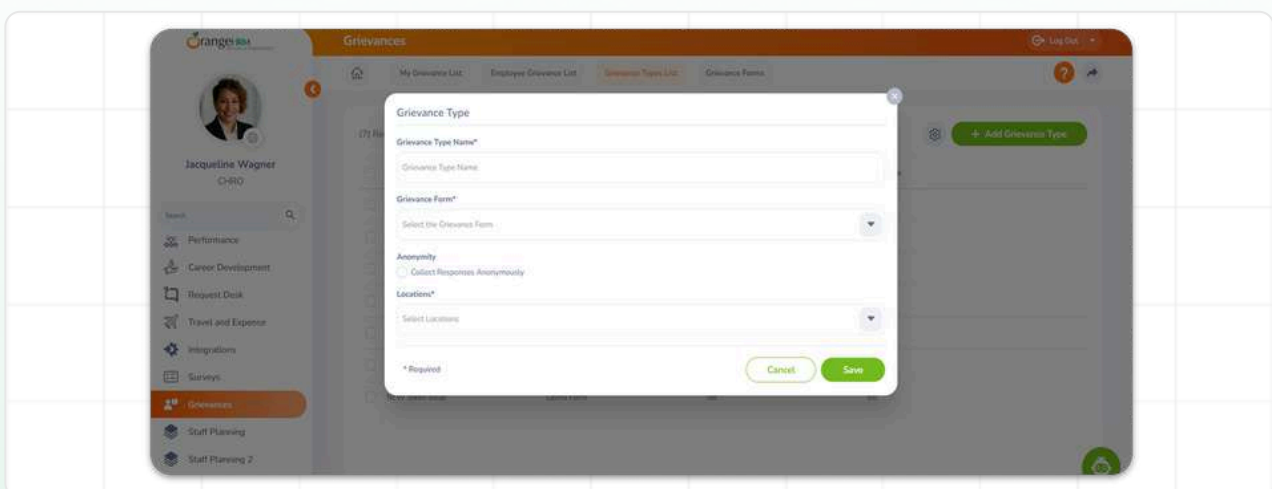 OrangeHRM
Grievances
Log Out
My Grievance List
Employee Grievance List
Grievance Types List
Grievance Forms
Jacqueline Wagner
CHRO
Search
Performance
Career Development
Request Desk
Travel and Expense
Integrations
Surveys
Grievances
Staff Planning
Staff Planning 2
+ Add Grievance Type
Grievance Type
Grievance Type Name*
Grievance Type Name
Grievance Form*
Select the Grievance Form
Anonymity
Collect Responses Anonymously
Locations*
Select Locations
* Required
Cancel
Save